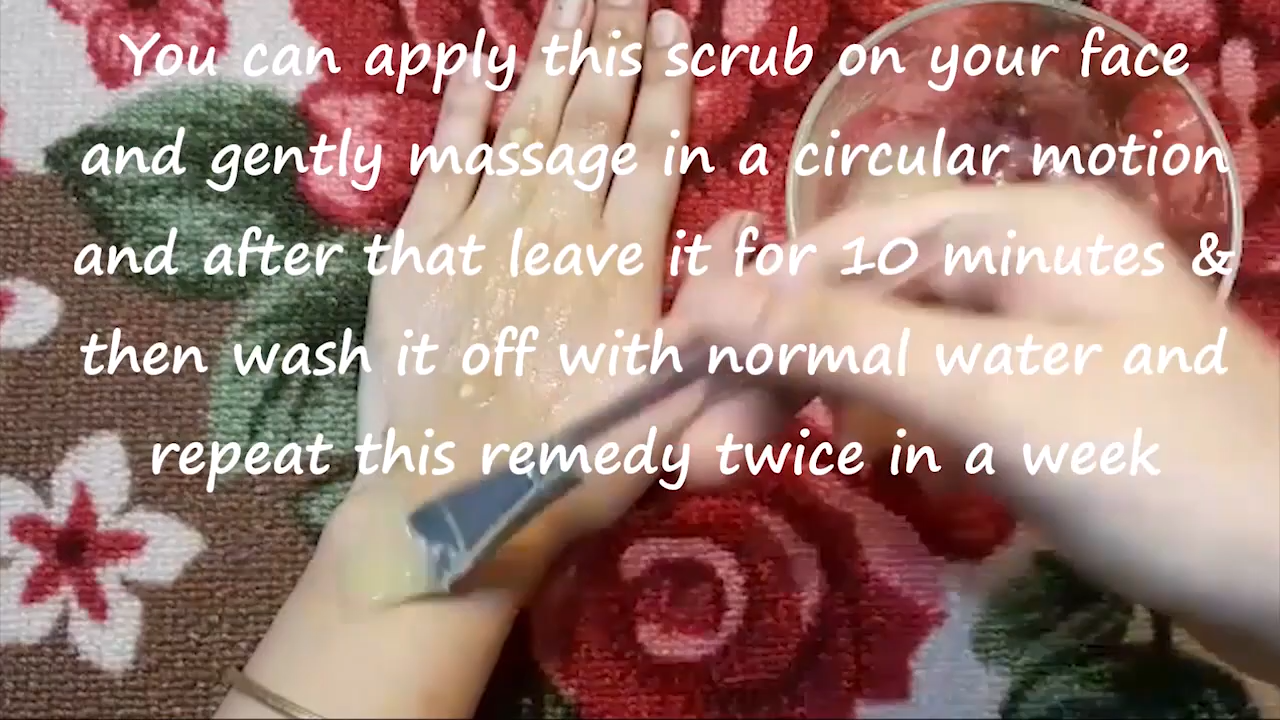 You can apply this scrub on your face
and gently massage in a circular motion
and after that leave it for 10 minutes &
then wash it off with normal water and
repeat this remedy twice in a week